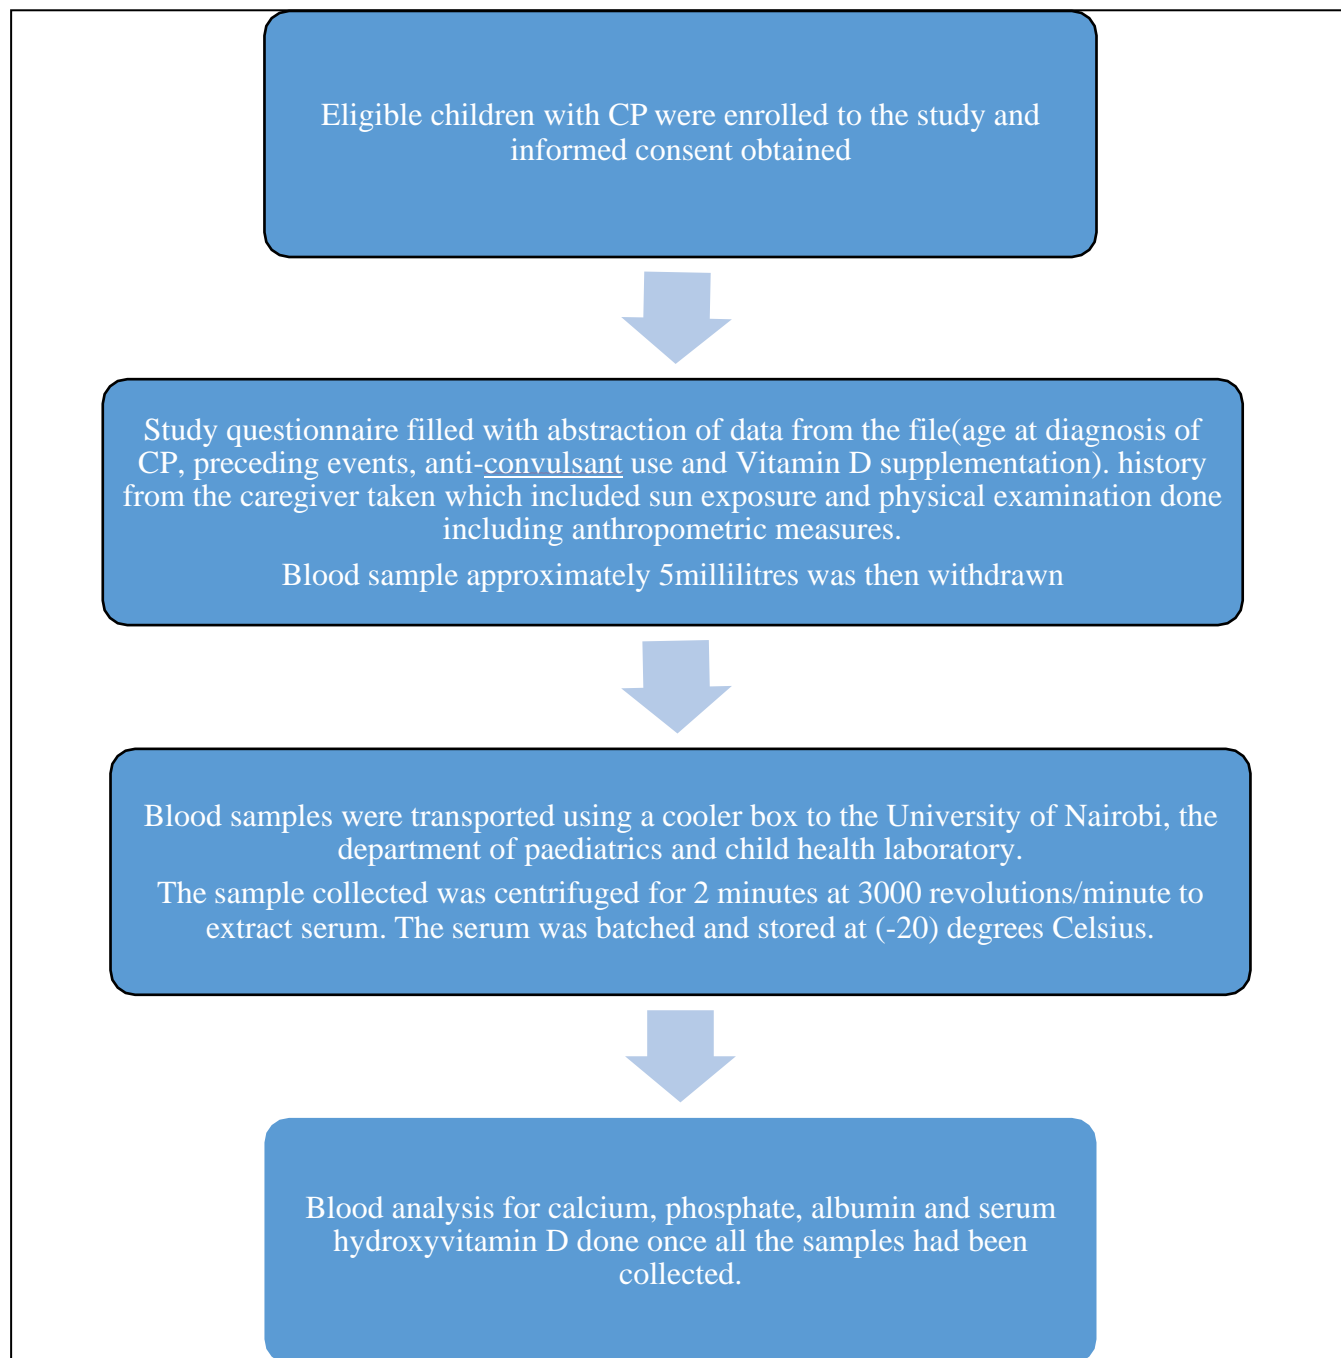 Eligible children with CP were enrolled to the study and
informed consent obtained
Study questionnaire filled with abstraction of data from the file(age at diagnosis of
CP, preceding events, anti-convulsant use and Vitamin D supplementation). history
from the caregiver taken which included sun exposure and physical examination done
including anthropometric measures.
Blood sample approximately 5millilitres was then withdrawn
Blood samples were transported using a cooler box to the University of Nairobi, the
department of paediatrics and child health laboratory.
The sample collected was centrifuged for 2 minutes at 3000 revolutions/minute to
extract serum. The serum was batched and stored at (-20) degrees Celsius.
Blood analysis for calcium, phosphate, albumin and serum
hydroxyvitamin D done once all the samples had been
collected.